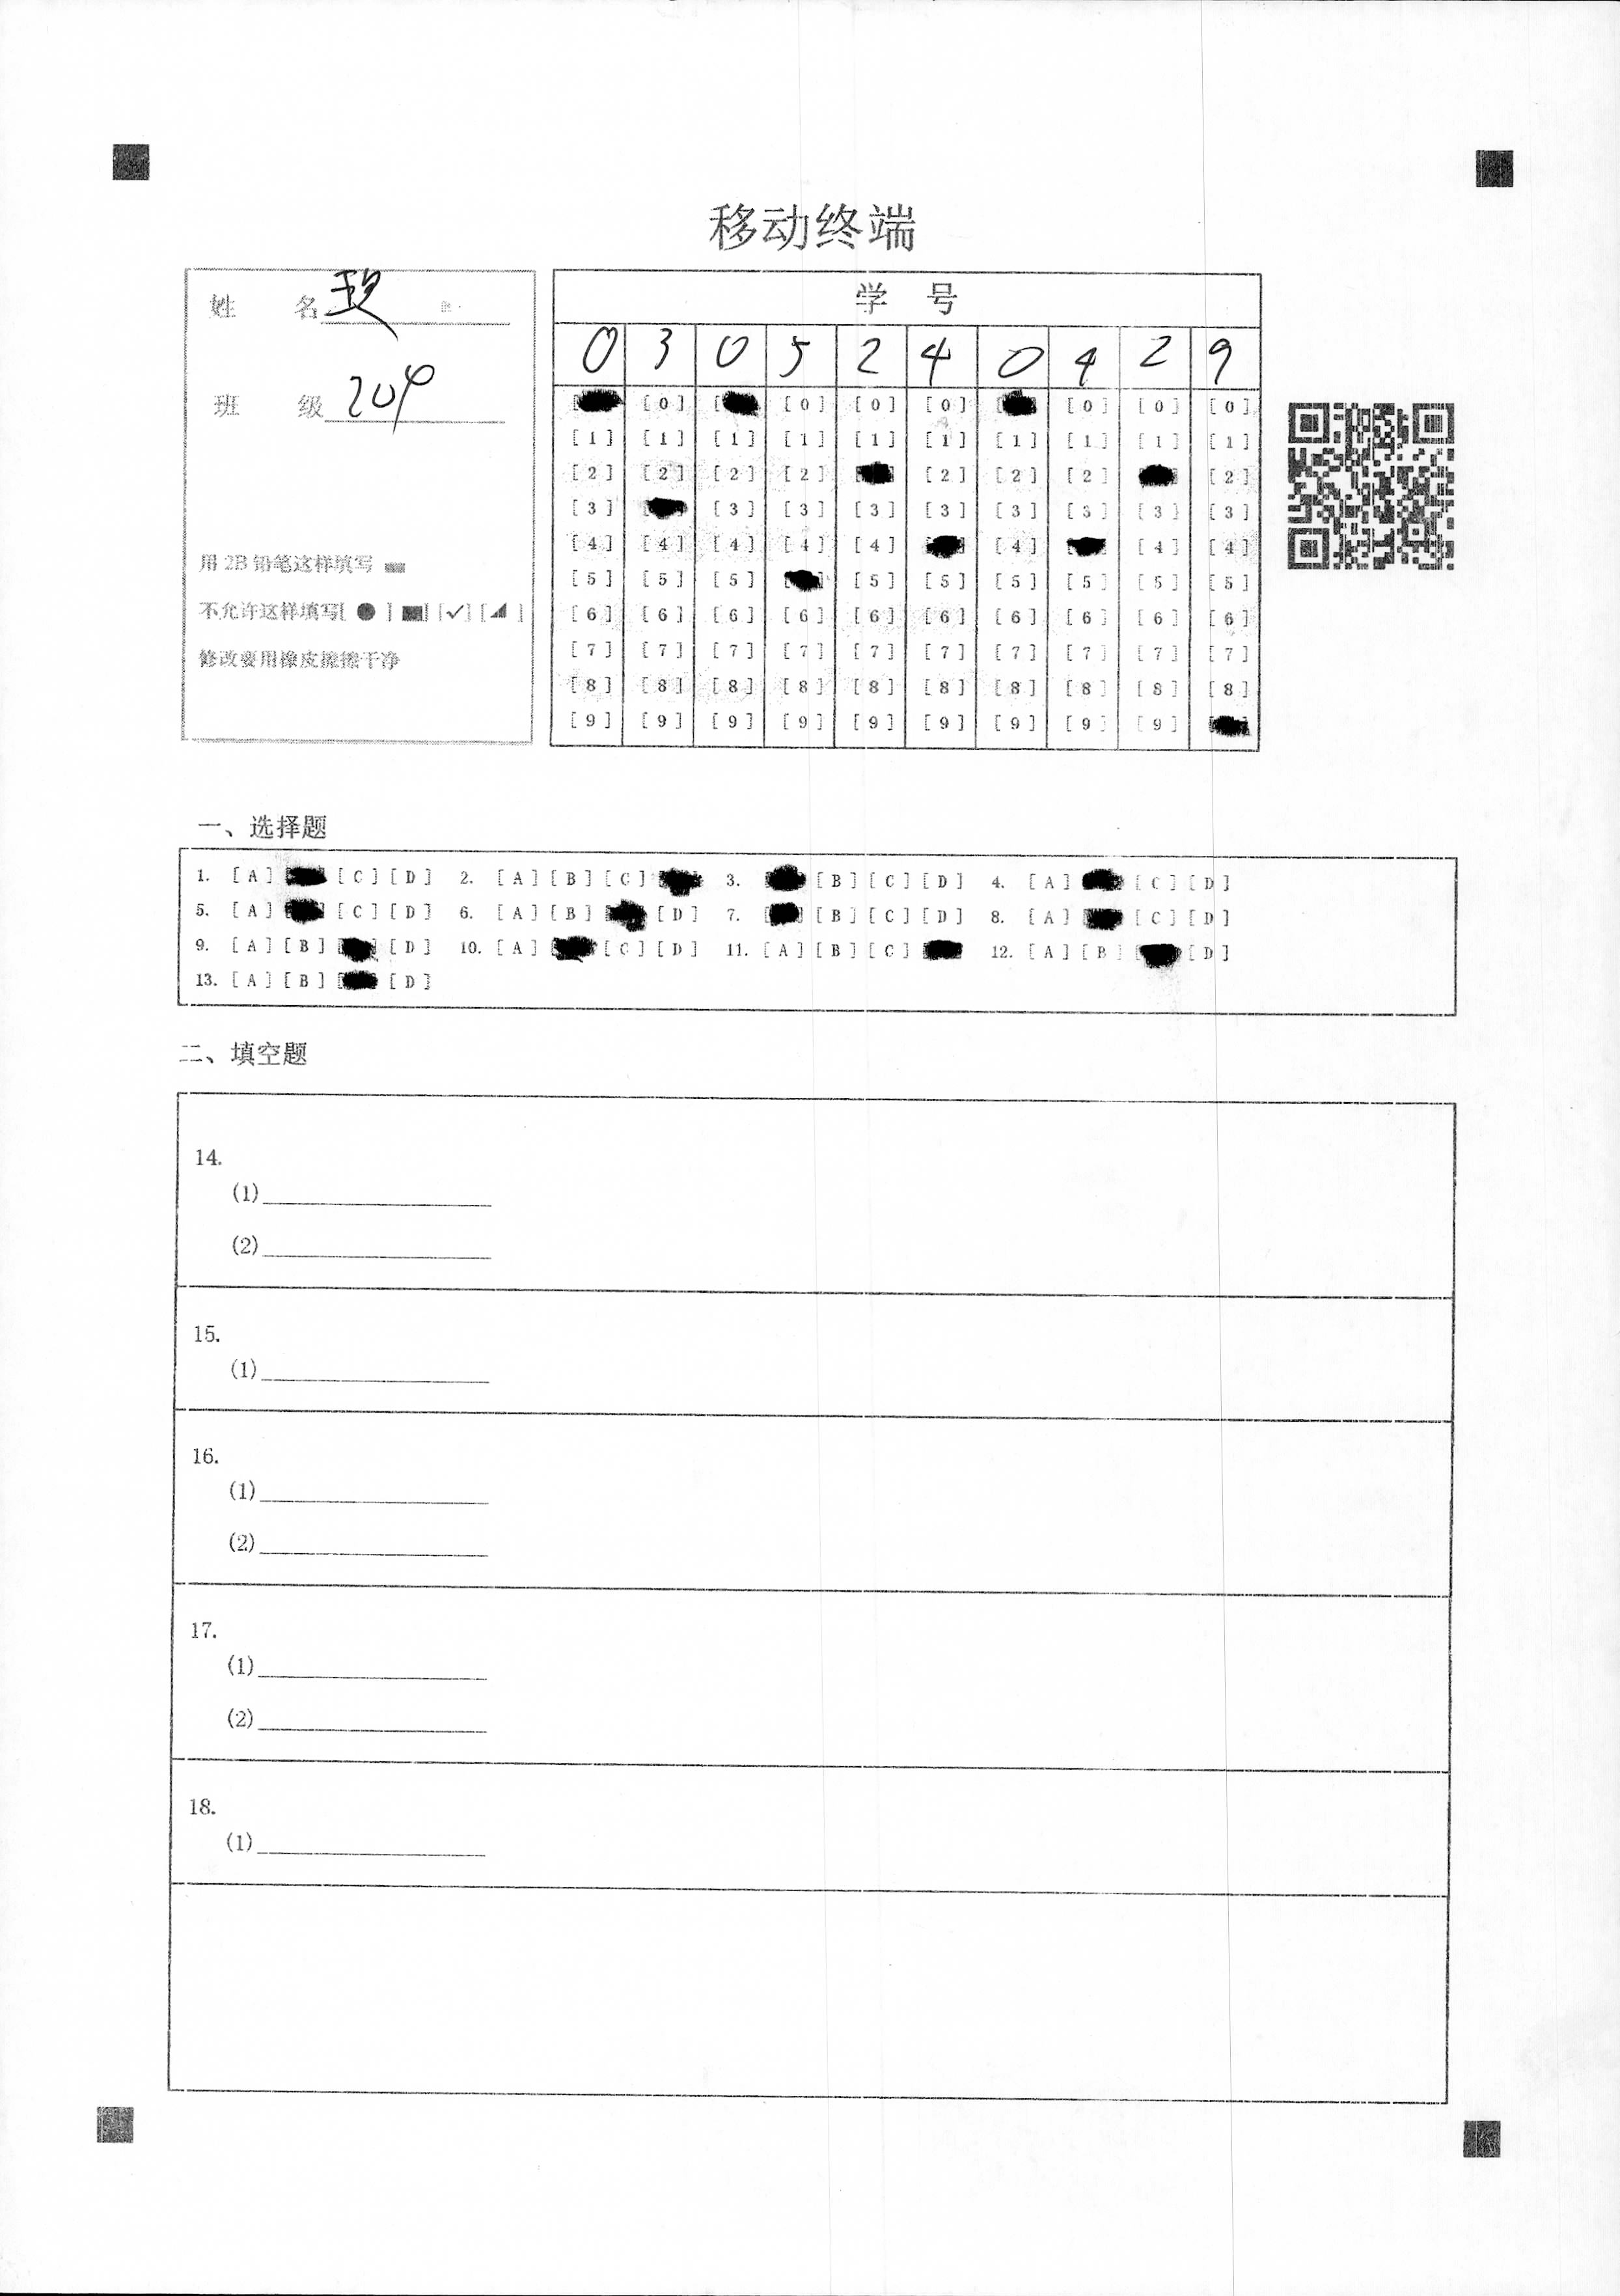 移动终端
姓 名
班 级 204
用 2B 铅笔这样填写
不允许这样填写[ ● ] [✓] [ ]
修改要用橡皮擦擦干净
学 号
0 3 0 5 2 4 0 4 2 9
[0] [0] [0] [0] [0] [0] [0]
[1] [1] [1] [1] [1] [1] [1] [1] [1] [1]
[2] [2] [2] [2] [2] [2] [2] [2]
[3] [3] [3] [3] [3] [3] [3] [3] [3]
[4] [4] [4] [4] [4] [4] [4] [4]
[5] [5] [5] [5] [5] [5] [5] [5] [5]
[6] [6] [6] [6] [6] [6] [6] [6] [6] [6]
[7] [7] [7] [7] [7] [7] [7] [7] [7] [7]
[8] [8] [8] [8] [8] [8] [8] [8] [8] [8]
[9] [9] [9] [9] [9] [9] [9] [9] [9]
一、选择题
1. [A] [C] [D] 2. [A] [B] [C] 3. [B] [C] [D] 4. [A] [C] [D]
5. [A] [C] [D] 6. [A] [B] [D] 7. [B] [C] [D] 8. [A] [C] [D]
9. [A] [B] [D] 10. [A] [C] [D] 11. [A] [B] [C] 12. [A] [B] [D]
13. [A] [B] [D]
二、填空题
14.
(1)
(2)
15.
(1)
16.
(1)
(2)
17.
(1)
(2)
18.
(1)